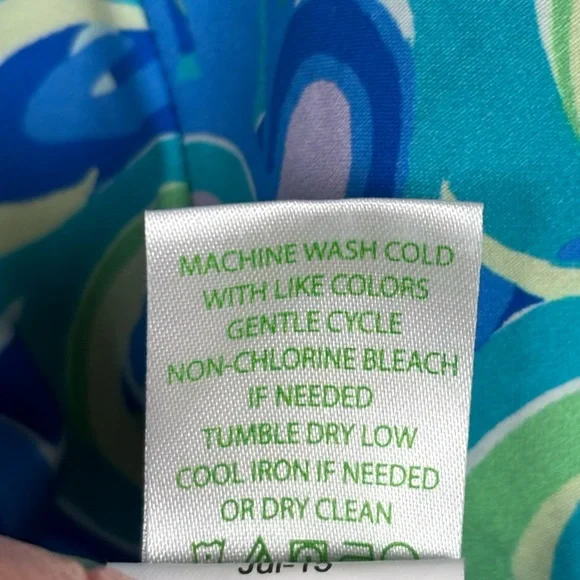 MACHINE WASH COLD
WITH LIKE COLORS
GENTLE CYCLE
NON-CHLORINE BLEACH
IF NEEDED
TUMBLE DRY LOW
COOL IRON IF NEEDED
OR DRY CLEAN